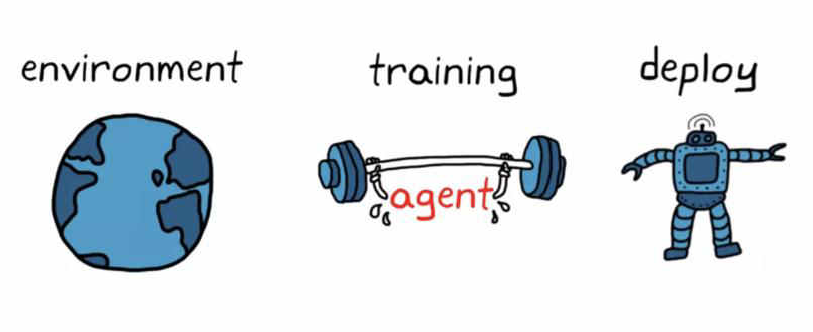 environment
training
deploy
agent